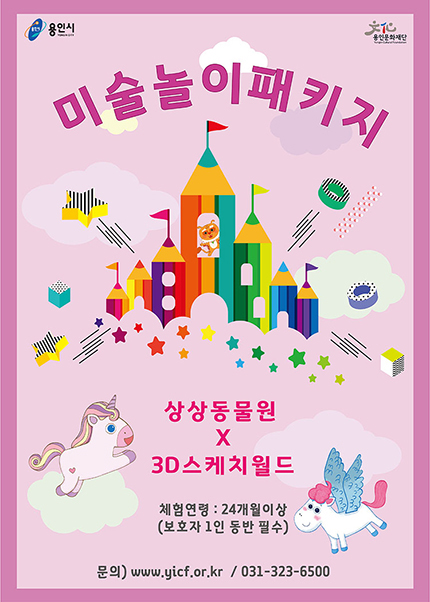 용인시
용인문화재단
미술놀이패키지
상상동물원
X
3D스케치월드
체험연령 : 24개월이상
(보호자 1인 동반 필수)
문의) www.yicf.or.kr / 031-323-6500